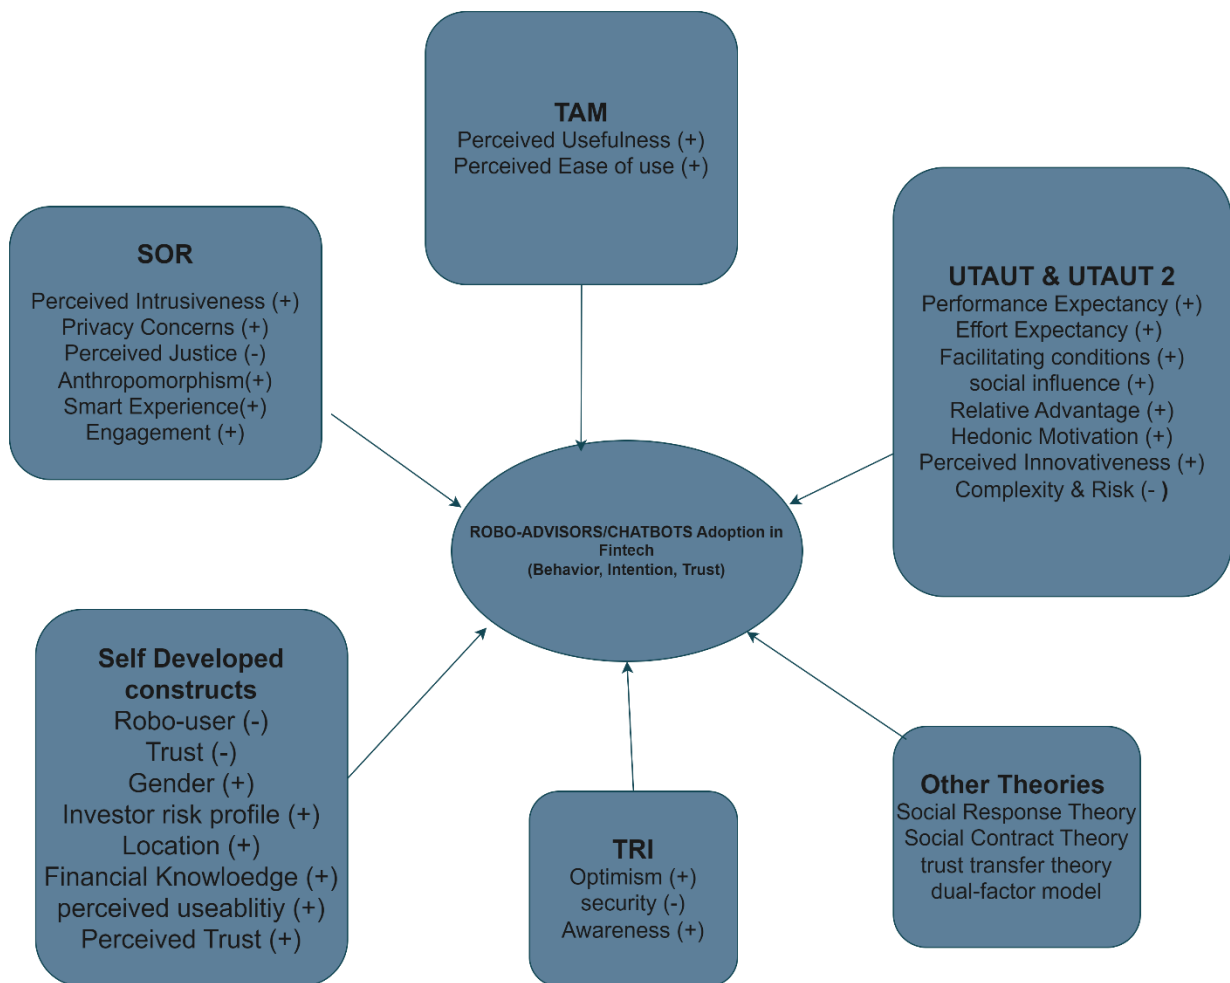 TAM
Perceived Usefulness (+)
Perceived Ease of use (+)
SOR
Perceived Intrusiveness (+)
Privacy Concerns (+)
Perceived Justice (-)
Anthropomorphism(+)
Smart Experience(+)
Engagement (+)
UTAUT & UTAUT 2
Performance Expectancy (+)
Effort Expectancy (+)
Facilitating conditions (+)
social influence (+)
Relative Advantage (+)
Hedonic Motivation (+)
Perceived Innovativeness (+)
Complexity & Risk (- )
ROBO-ADVISORS/CHATBOTS Adoption in
Fintech
(Behavior, Intention, Trust)
Self Developed
constructs
Robo-user (-)
Trust (-)
Gender (+)
Investor risk profile (+)
Location (+)
Financial Knowloedge (+)
perceived useablitiy (+)
Perceived Trust (+)
TRI
Optimism (+)
security (-)
Awareness (+)
Other Theories
Social Response Theory
Social Contract Theory
trust transfer theory
dual-factor model